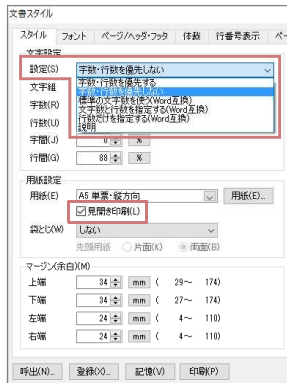 文書スタイル
スタイル フォント ページ/ヘッダ・フッタ 体裁 行番号表示 ペ
文字設定
設定(S) 字数・行数を優先しない
字数・行数を優先する
字数・行数を優先しない
標準の文字数を使う(Word互換)
文字数と行数を指定する(Word互換)
行数だけを指定する(Word互換)
説明
文字組
字数(R)
行数(U)
字間(J) 0 %
行間(G) 88 %
用紙設定
用紙(E) A5 単票・縦方向 用紙(E)...
見開き印刷(L)
袋とじ(W) しない
先頭用紙 片面(K) 両面(B)
マージン(余白)(M)
上端 34 mm ( 29〜 174)
下端 34 mm ( 27〜 174)
左端 24 mm ( 4〜 110)
右端 24 mm ( 4〜 110)
呼出(N)... 登録(X)... 記憶(V) 印刷(P)